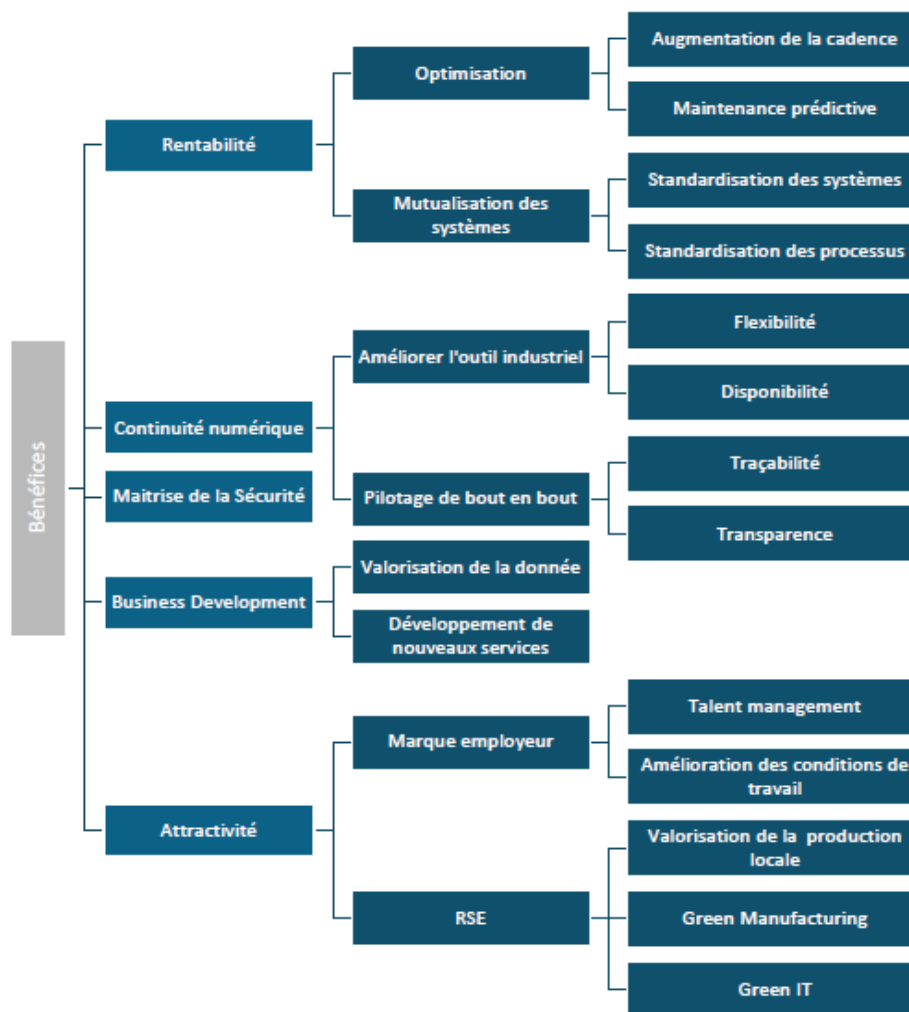 Bénéfices
Rentabilité
Optimisation
Augmentation de la cadence
Maintenance prédictive
Mutualisation des
systèmes
Standardisation des systèmes
Standardisation des processus
Continuité numérique
Améliorer l'outil industriel
Flexibilité
Disponibilité
Pilotage de bout en bout
Traçabilité
Transparence
Maitrise de la Sécurité
Business Development
Valorisation de la donnée
Développement de
nouveaux services
Attractivité
Marque employeur
Talent management
Amélioration des conditions de
travail
RSE
Valorisation de la production
locale
Green Manufacturing
Green IT